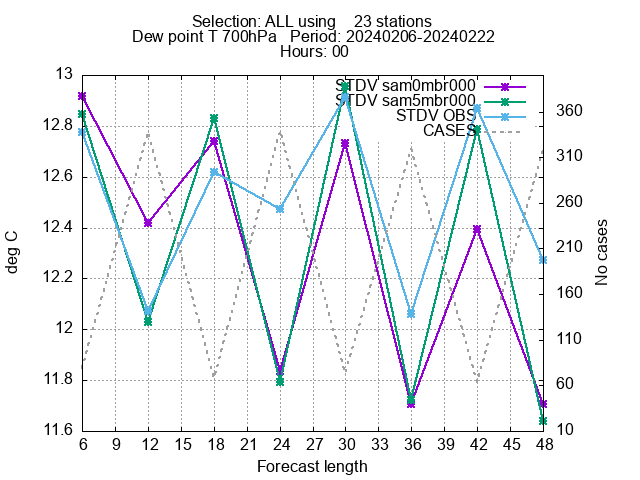 Selection: ALL using    23 stations
Dew point T 700hPa   Period: 20240206-20240222
Hours: 00
STDV sam0mbr000
STDV sam5mbr000
STDV OBS
CASES
13
12.8
12.6
12.4
12.2
12
11.8
11.6
deg C
360
310
260
210
160
110
60
10
No cases
6 9 12 15 18 21 24 27 30 33 36 39 42 45 48
Forecast length